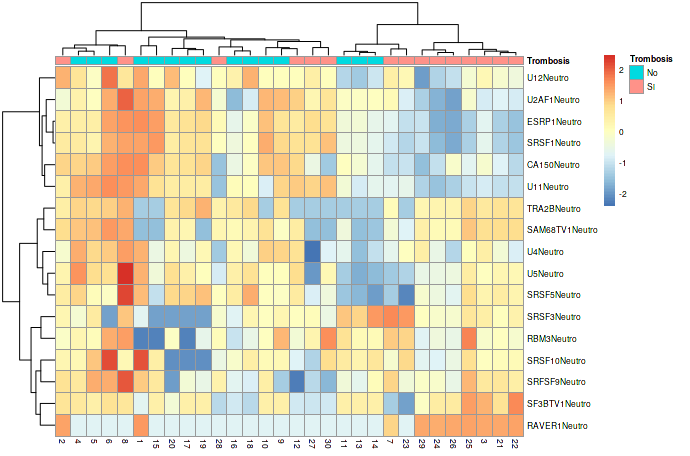 Trombosis
U12Neutro
U2AF1Neutro
ESRP1Neutro
SRSF1Neutro
CA150Neutro
U11Neutro
TRA2BNeutro
SAM68TV1Neutro
U4Neutro
U5Neutro
SRSF5Neutro
SRSF3Neutro
RBM3Neutro
SRSF10Neutro
SRFSF9Neutro
SF3BTV1Neutro
RAVER1Neutro
2 4 5 6 8 1 15 20 17 19 28 16 18 10 9 12 27 30 11 13 14 7 23 29 24 26 25 3 21 22
2
1
0
-1
-2
Trombosis
No
SI